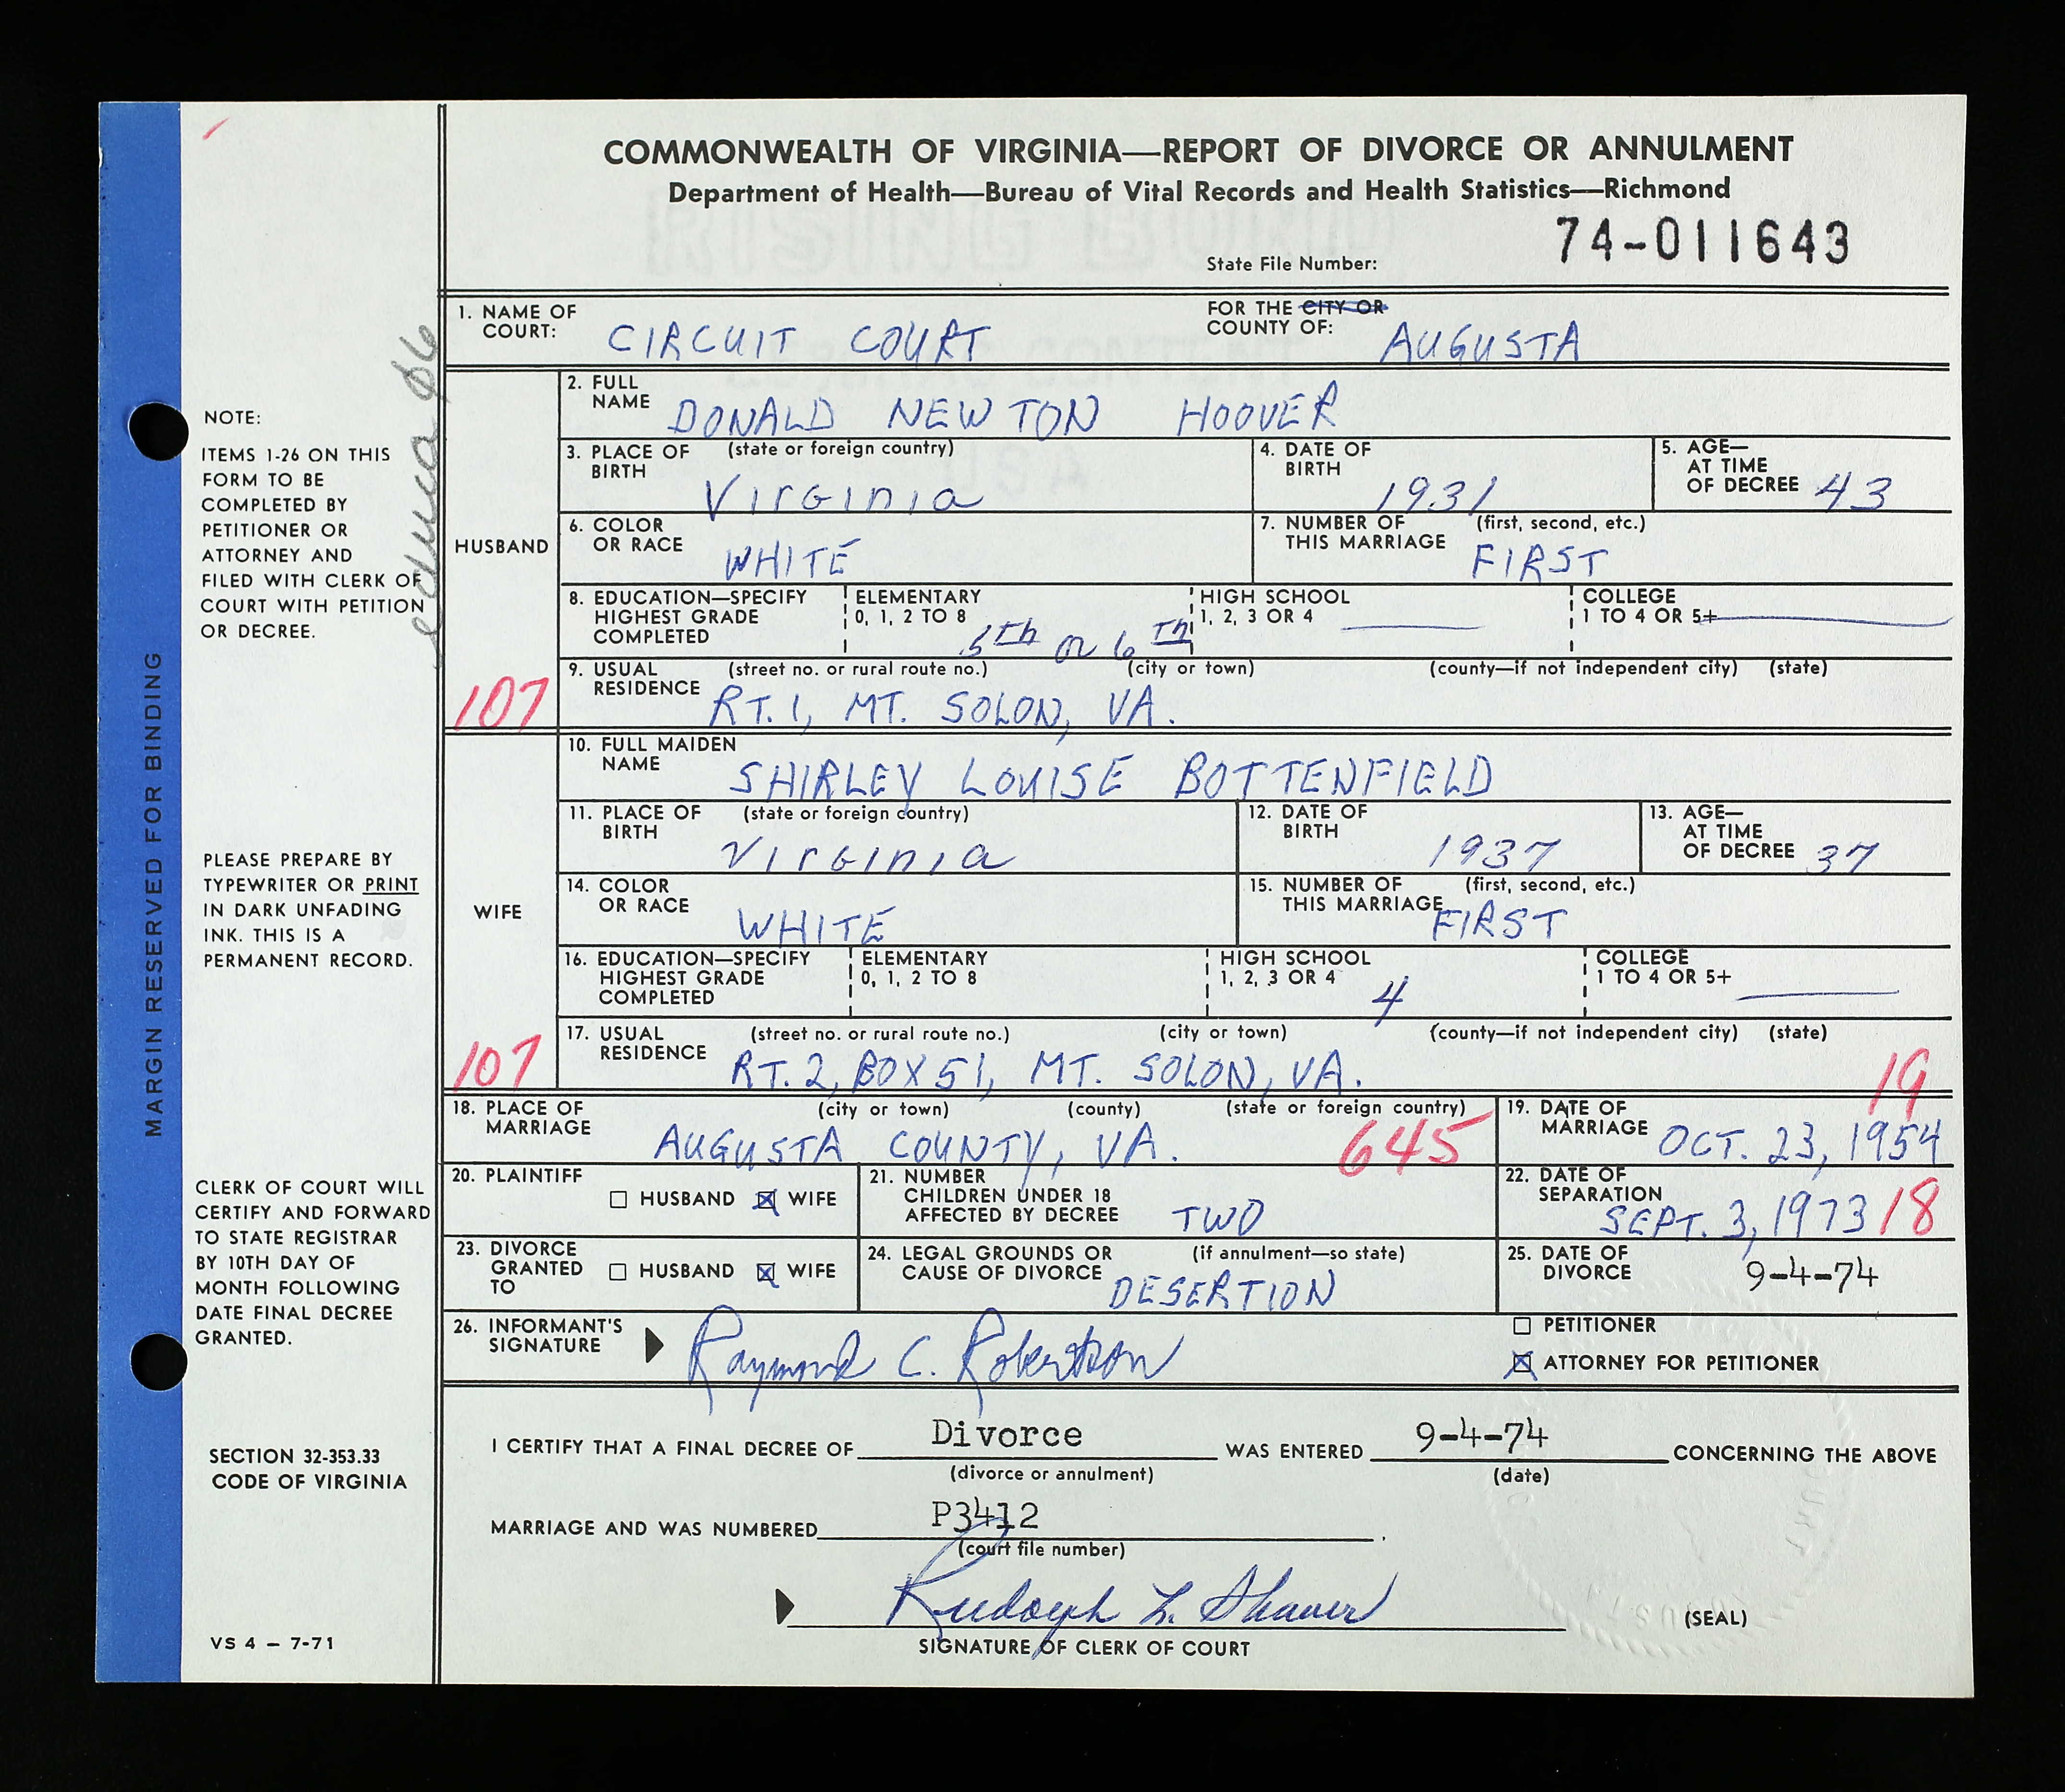 COMMONWEALTH OF VIRGINIA—REPORT OF DIVORCE OR ANNULMENT
Department of Health—Bureau of Vital Records and Health Statistics—Richmond
State File Number: 74-011643
1. NAME OF COURT: CIRCUIT COURT FOR THE CITY OR COUNTY OF: AUGUSTA
HUSBAND
2. FULL NAME DONALD NEWTON HOOVER
3. PLACE OF BIRTH (state or foreign country) Virginia
4. DATE OF BIRTH 1931
5. AGE—AT TIME OF DECREE 43
6. COLOR OR RACE WHITE
7. NUMBER OF THIS MARRIAGE (first, second, etc.) FIRST
8. EDUCATION—SPECIFY HIGHEST GRADE COMPLETED
ELEMENTARY 0, 1, 2 TO 8 5th or 6th
HIGH SCHOOL 1, 2, 3 OR 4
COLLEGE 1 TO 4 OR 5+
9. USUAL RESIDENCE (street no. or rural route no.) (city or town) (county—if not independent city) (state)
RT. 1, MT. SOLON, VA.
107
WIFE
10. FULL MAIDEN NAME SHIRLEY LOUISE BOTTENFIELD
11. PLACE OF BIRTH (state or foreign country) Virginia
12. DATE OF BIRTH 1937
13. AGE—AT TIME OF DECREE 37
14. COLOR OR RACE WHITE
15. NUMBER OF THIS MARRIAGE (first, second, etc.) FIRST
16. EDUCATION—SPECIFY HIGHEST GRADE COMPLETED
ELEMENTARY 0, 1, 2 TO 8
HIGH SCHOOL 1, 2, 3 OR 4 4
COLLEGE 1 TO 4 OR 5+
17. USUAL RESIDENCE (street no. or rural route no.) (city or town) (county—if not independent city) (state)
RT. 2, BOX 51, MT. SOLON, VA.
107
19
18. PLACE OF MARRIAGE (city or town) (county) (state or foreign country)
AUGUSTA COUNTY, VA. 645
19. DATE OF MARRIAGE OCT. 23, 1954
20. PLAINTIFF ☐ HUSBAND ☒ WIFE
21. NUMBER CHILDREN UNDER 18 AFFECTED BY DECREE TWO
22. DATE OF SEPARATION SEPT. 3, 1973 18
23. DIVORCE GRANTED TO ☐ HUSBAND ☒ WIFE
24. LEGAL GROUNDS OR CAUSE OF DIVORCE (if annulment—so state) DESERTION
25. DATE OF DIVORCE 9-4-74
26. INFORMANT'S SIGNATURE Raymond C. Robertson
☐ PETITIONER
☒ ATTORNEY FOR PETITIONER
I CERTIFY THAT A FINAL DECREE OF Divorce WAS ENTERED 9-4-74 CONCERNING THE ABOVE
(divorce or annulment) (date)
MARRIAGE AND WAS NUMBERED P3412 .
(court file number)
Rudolph L. Shaver
(SEAL)
SIGNATURE OF CLERK OF COURT
MARGIN RESERVED FOR BINDING
NOTE:
ITEMS 1-26 ON THIS
FORM TO BE
COMPLETED BY
PETITIONER OR
ATTORNEY AND
FILED WITH CLERK OF
COURT WITH PETITION
OR DECREE.
PLEASE PREPARE BY
TYPEWRITER OR PRINT
IN DARK UNFADING
INK. THIS IS A
PERMANENT RECORD.
CLERK OF COURT WILL
CERTIFY AND FORWARD
TO STATE REGISTRAR
BY 10TH DAY OF
MONTH FOLLOWING
DATE FINAL DECREE
GRANTED.
SECTION 32-353.33
CODE OF VIRGINIA
VS 4 – 7-71